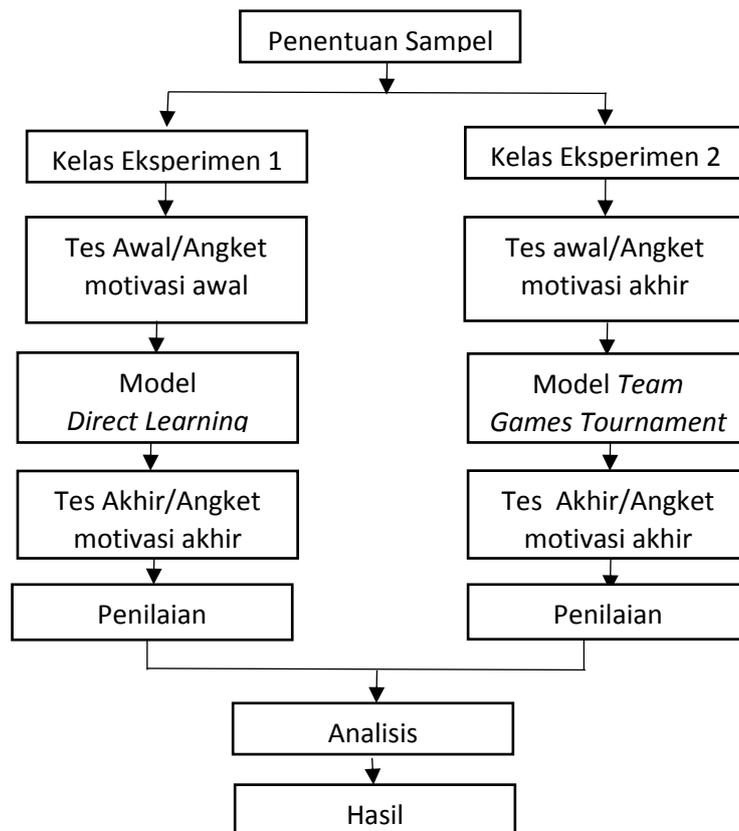 Penentuan Sampel
Kelas Eksperimen 1
Kelas Eksperimen 2
Tes Awal/Angket
motivasi awal
Tes awal/Angket
motivasi akhir
Model
Direct Learning
Model Team
Games Tournament
Tes Akhir/Angket
motivasi akhir
Tes Akhir/Angket
motivasi akhir
Penilaian
Penilaian
Analisis
Hasil